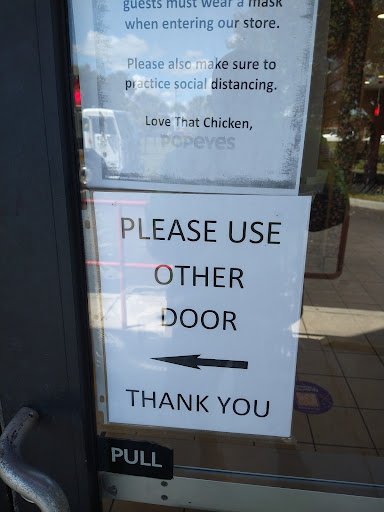 guests must wear a mask
when entering our store.
Please also make sure to
practice social distancing.
Love That Chicken,
POPEYES
PLEASE USE
OTHER
DOOR
THANK YOU
PULL